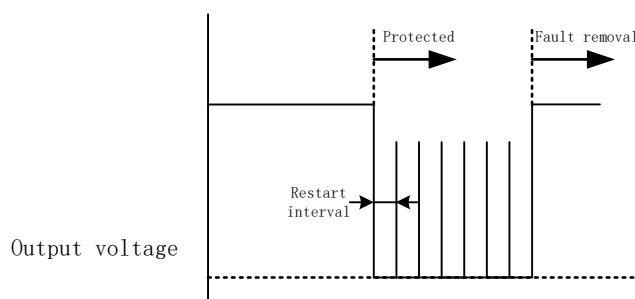 Protected
Fault removal
Restart
interval
Output voltage